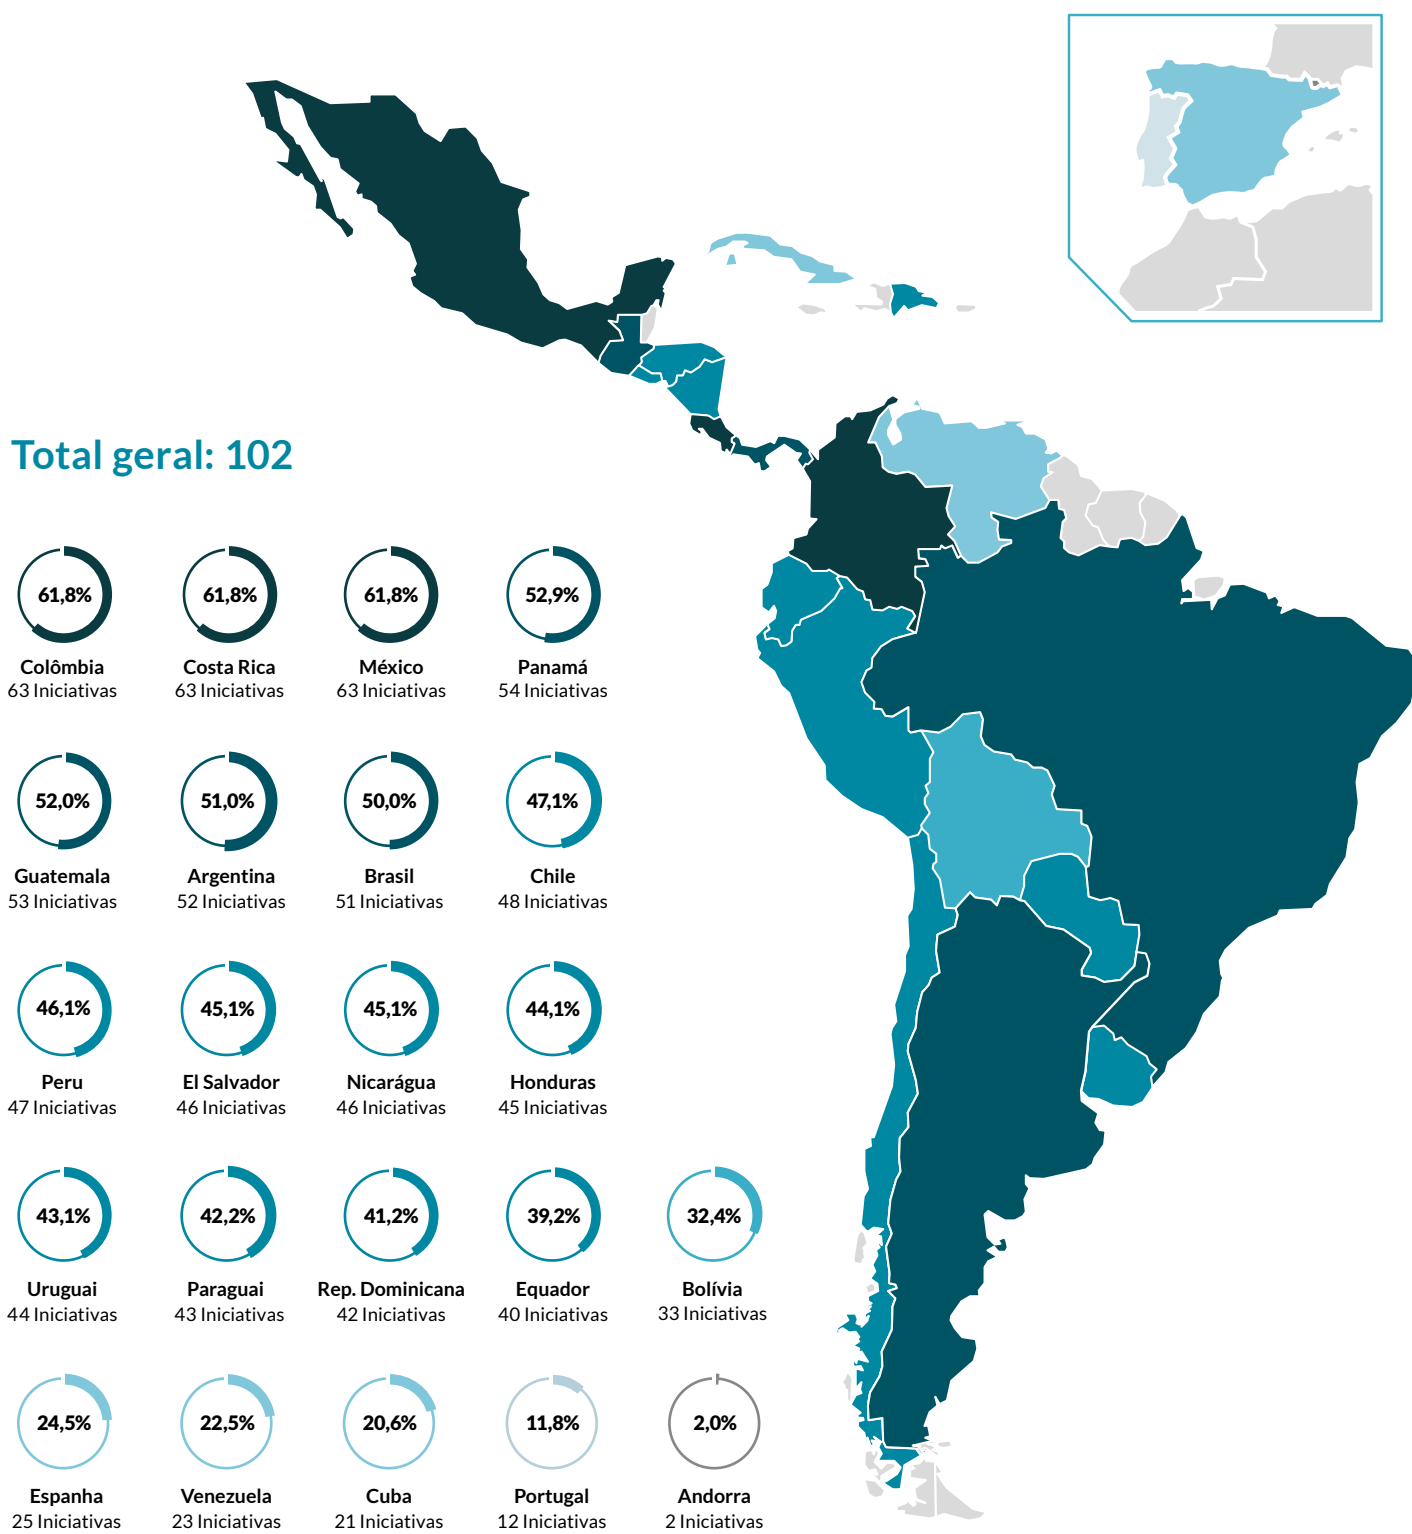 Total geral: 102
61,8%
Colômbia
63 Iniciativas
61,8%
Costa Rica
63 Iniciativas
61,8%
México
63 Iniciativas
52,9%
Panamá
54 Iniciativas
52,0%
Guatemala
53 Iniciativas
51,0%
Argentina
52 Iniciativas
50,0%
Brasil
51 Iniciativas
47,1%
Chile
48 Iniciativas
46,1%
Peru
47 Iniciativas
45,1%
El Salvador
46 Iniciativas
45,1%
Nicarágua
46 Iniciativas
44,1%
Honduras
45 Iniciativas
43,1%
Uruguai
44 Iniciativas
42,2%
Paraguai
43 Iniciativas
41,2%
Rep. Dominicana
42 Iniciativas
39,2%
Equador
40 Iniciativas
32,4%
Bolívia
33 Iniciativas
24,5%
Espanha
25 Iniciativas
22,5%
Venezuela
23 Iniciativas
20,6%
Cuba
21 Iniciativas
11,8%
Portugal
12 Iniciativas
2,0%
Andorra
2 Iniciativas